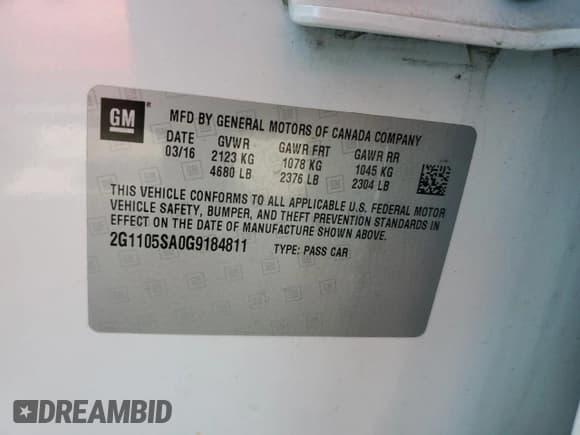 GM ®
MFD BY GENERAL MOTORS OF CANADA COMPANY
DATE GVWR GAWR FRT GAWR RR
03/16 2123 KG 1078 KG 1045 KG
4680 LB 2376 LB 2304 LB
THIS VEHICLE CONFORMS TO ALL APPLICABLE U.S. FEDERAL MOTOR
VEHICLE SAFETY, BUMPER, AND THEFT PREVENTION STANDARDS IN
EFFECT ON THE DATE OF MANUFACTURE SHOWN ABOVE.
2G1105SA0G9184811 TYPE: PASS CAR
DREAMBID